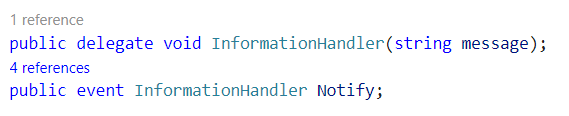 1 reference
public delegate void InformationHandler(string message);
4 references
public event InformationHandler Notify;